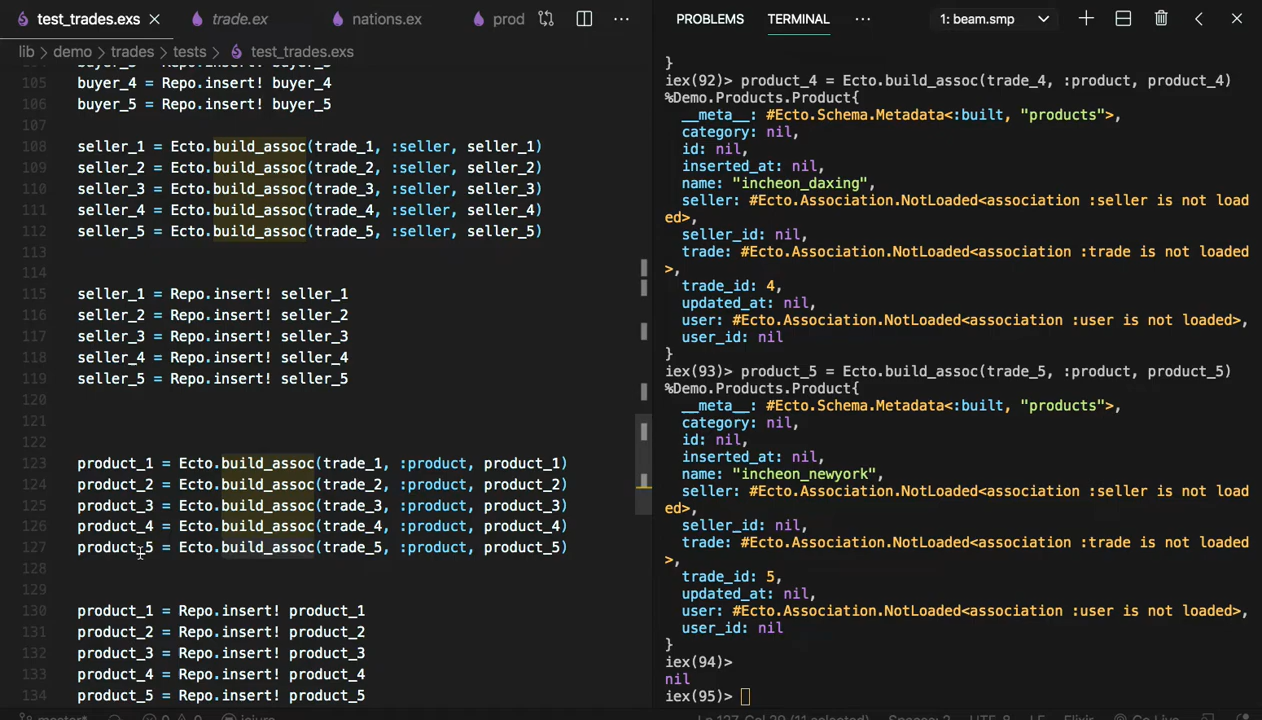 test_trades.exs
trade.ex
nations.ex
prod
PROBLEMS
TERMINAL
1: beam.smp
lib > demo > trades > tests > test_trades.exs
105 buyer_4 = Repo.insert! buyer_4
106 buyer_5 = Repo.insert! buyer_5
107
108 seller_1 = Ecto.build_assoc(trade_1, :seller, seller_1)
109 seller_2 = Ecto.build_assoc(trade_2, :seller, seller_2)
110 seller_3 = Ecto.build_assoc(trade_3, :seller, seller_3)
111 seller_4 = Ecto.build_assoc(trade_4, :seller, seller_4)
112 seller_5 = Ecto.build_assoc(trade_5, :seller, seller_5)
113
114
115 seller_1 = Repo.insert! seller_1
116 seller_2 = Repo.insert! seller_2
117 seller_3 = Repo.insert! seller_3
118 seller_4 = Repo.insert! seller_4
119 seller_5 = Repo.insert! seller_5
120
121
122
123 product_1 = Ecto.build_assoc(trade_1, :product, product_1)
124 product_2 = Ecto.build_assoc(trade_2, :product, product_2)
125 product_3 = Ecto.build_assoc(trade_3, :product, product_3)
126 product_4 = Ecto.build_assoc(trade_4, :product, product_4)
127 product_5 = Ecto.build_assoc(trade_5, :product, product_5)
128
129
130 product_1 = Repo.insert! product_1
131 product_2 = Repo.insert! product_2
132 product_3 = Repo.insert! product_3
133 product_4 = Repo.insert! product_4
134 product_5 = Repo.insert! product_5
}
iex(92)> product_4 = Ecto.build_assoc(trade_4, :product, product_4)
%Demo.Products.Product{
__meta__: #Ecto.Schema.Metadata<:built, "products">,
category: nil,
id: nil,
inserted_at: nil,
name: "incheon_daxing",
seller: #Ecto.Association.NotLoaded<association :seller is not load
ed>,
seller_id: nil,
trade: #Ecto.Association.NotLoaded<association :trade is not loaded
>,
trade_id: 4,
updated_at: nil,
user: #Ecto.Association.NotLoaded<association :user is not loaded>,
user_id: nil
}
iex(93)> product_5 = Ecto.build_assoc(trade_5, :product, product_5)
%Demo.Products.Product{
__meta__: #Ecto.Schema.Metadata<:built, "products">,
category: nil,
id: nil,
inserted_at: nil,
name: "incheon_newyork",
seller: #Ecto.Association.NotLoaded<association :seller is not load
ed>,
seller_id: nil,
trade: #Ecto.Association.NotLoaded<association :trade is not loaded
>,
trade_id: 5,
updated_at: nil,
user: #Ecto.Association.NotLoaded<association :user is not loaded>,
user_id: nil
}
iex(94)>
nil
iex(95)>